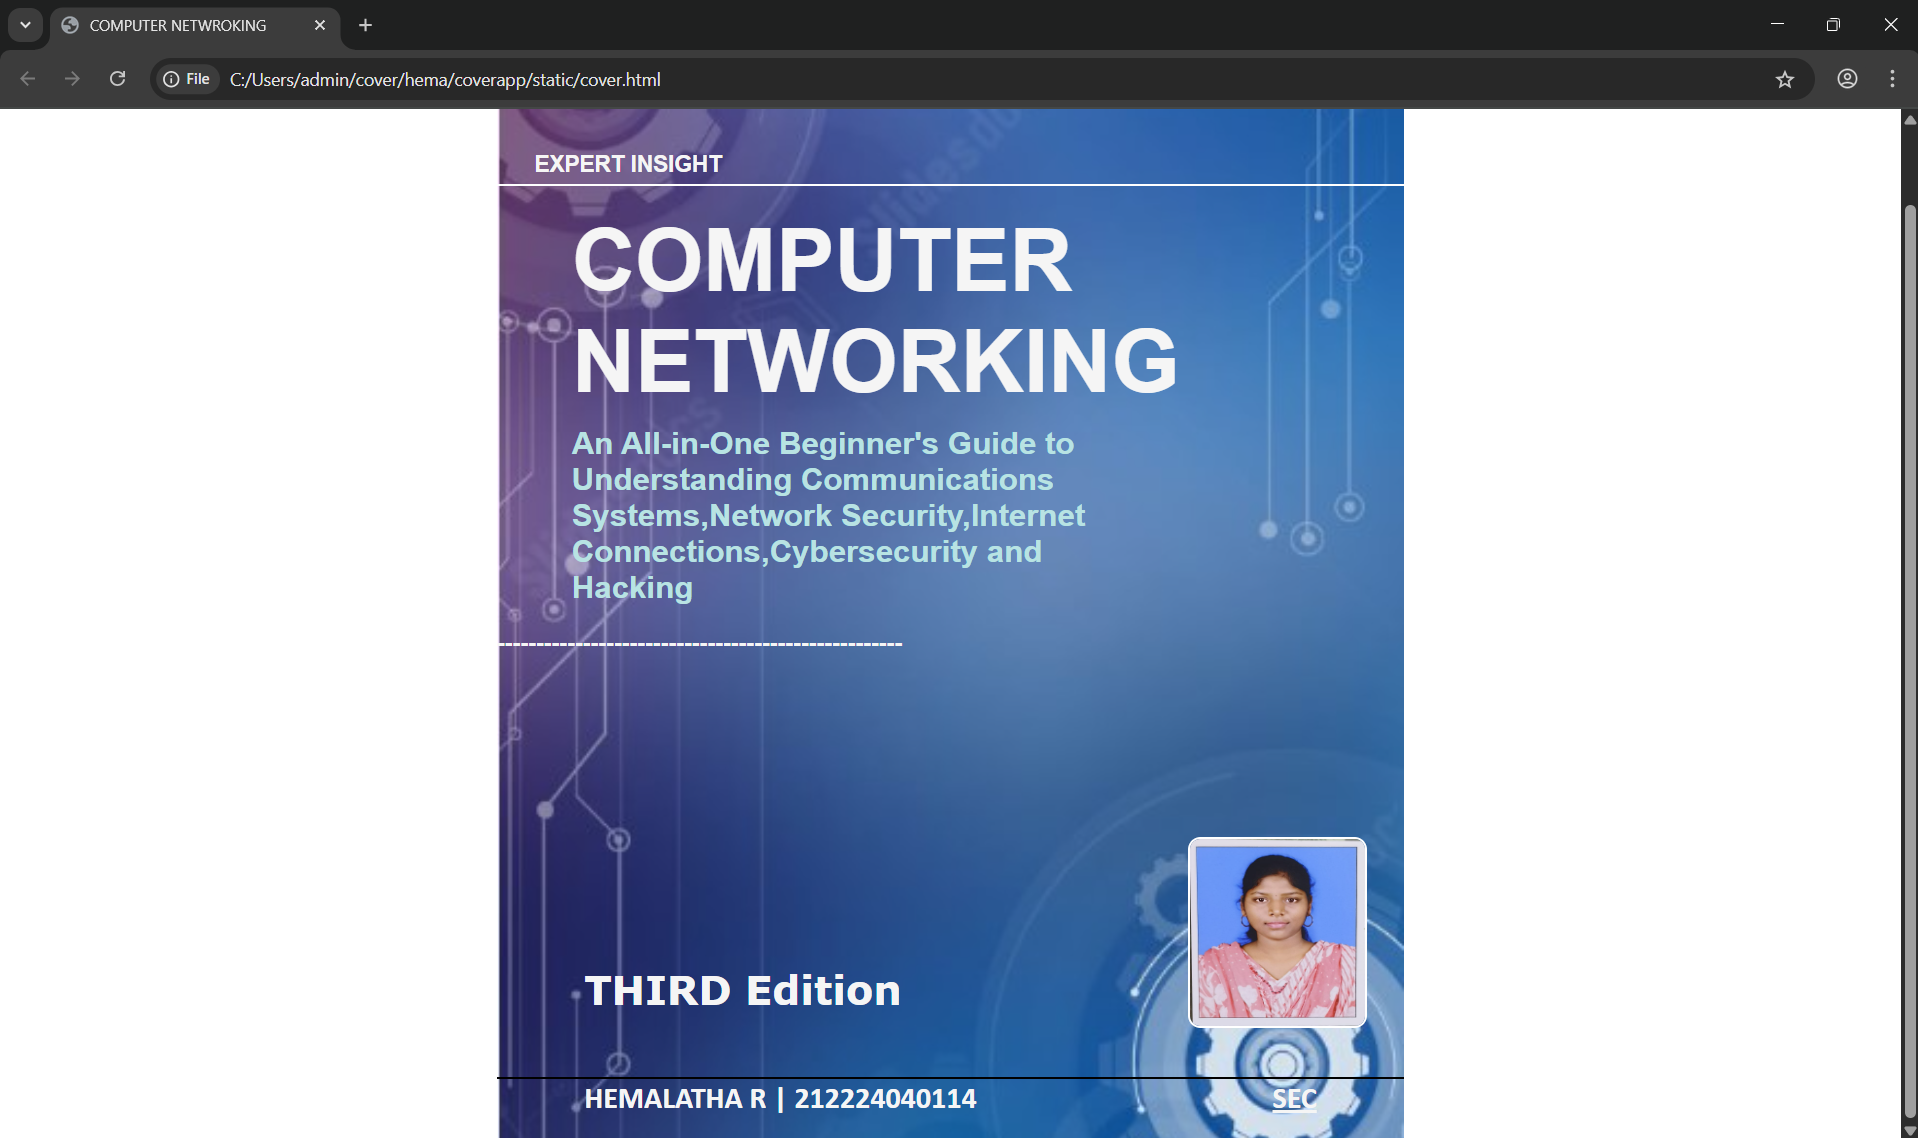 COMPUTER NETWROKING
File
C:/Users/admin/cover/hema/coverapp/static/cover.html
EXPERT INSIGHT
COMPUTER
NETWORKING
An All-in-One Beginner's Guide to
Understanding Communications
Systems,Network Security,Internet
Connections,Cybersecurity and
Hacking
----------------------------------------------------
THIRD Edition
HEMALATHA R | 212224040114
SEC